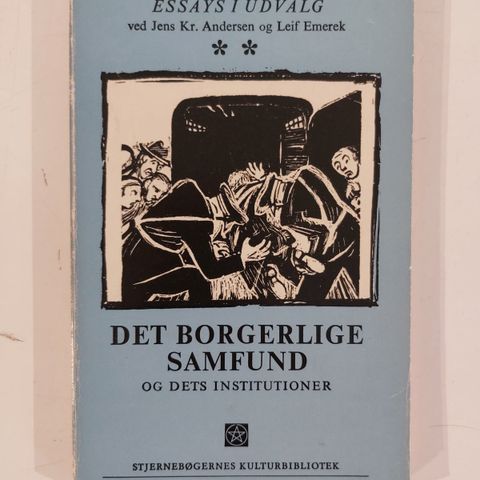 ESSAYS I UDVALG
ved Jens Kr. Andersen og Leif Emerek
* *
DET BORGERLIGE
SAMFUND
OG DETS INSTITUTIONER
STJERNEBØGERNES KULTURBIBLIOTEK